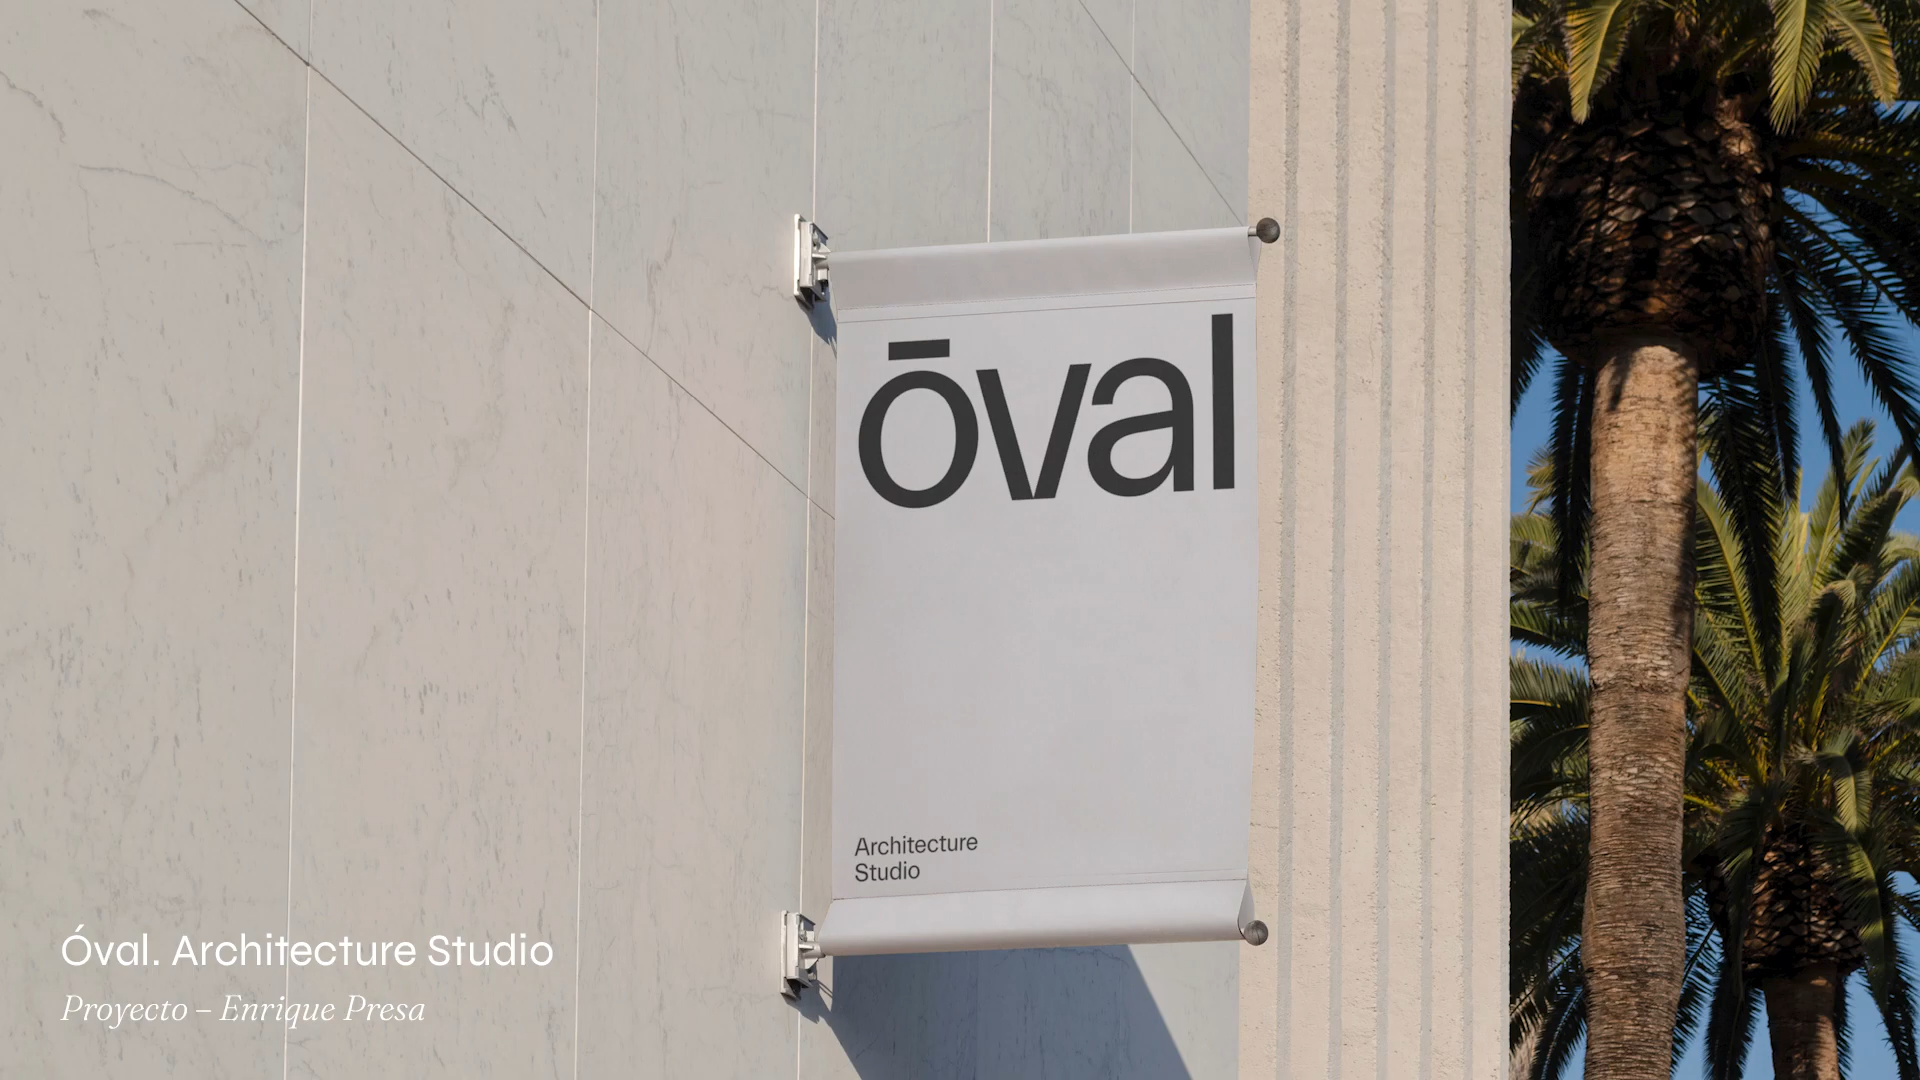 ōval
Architecture
Studio
Óval. Architecture Studio
Proyecto – Enrique Presa